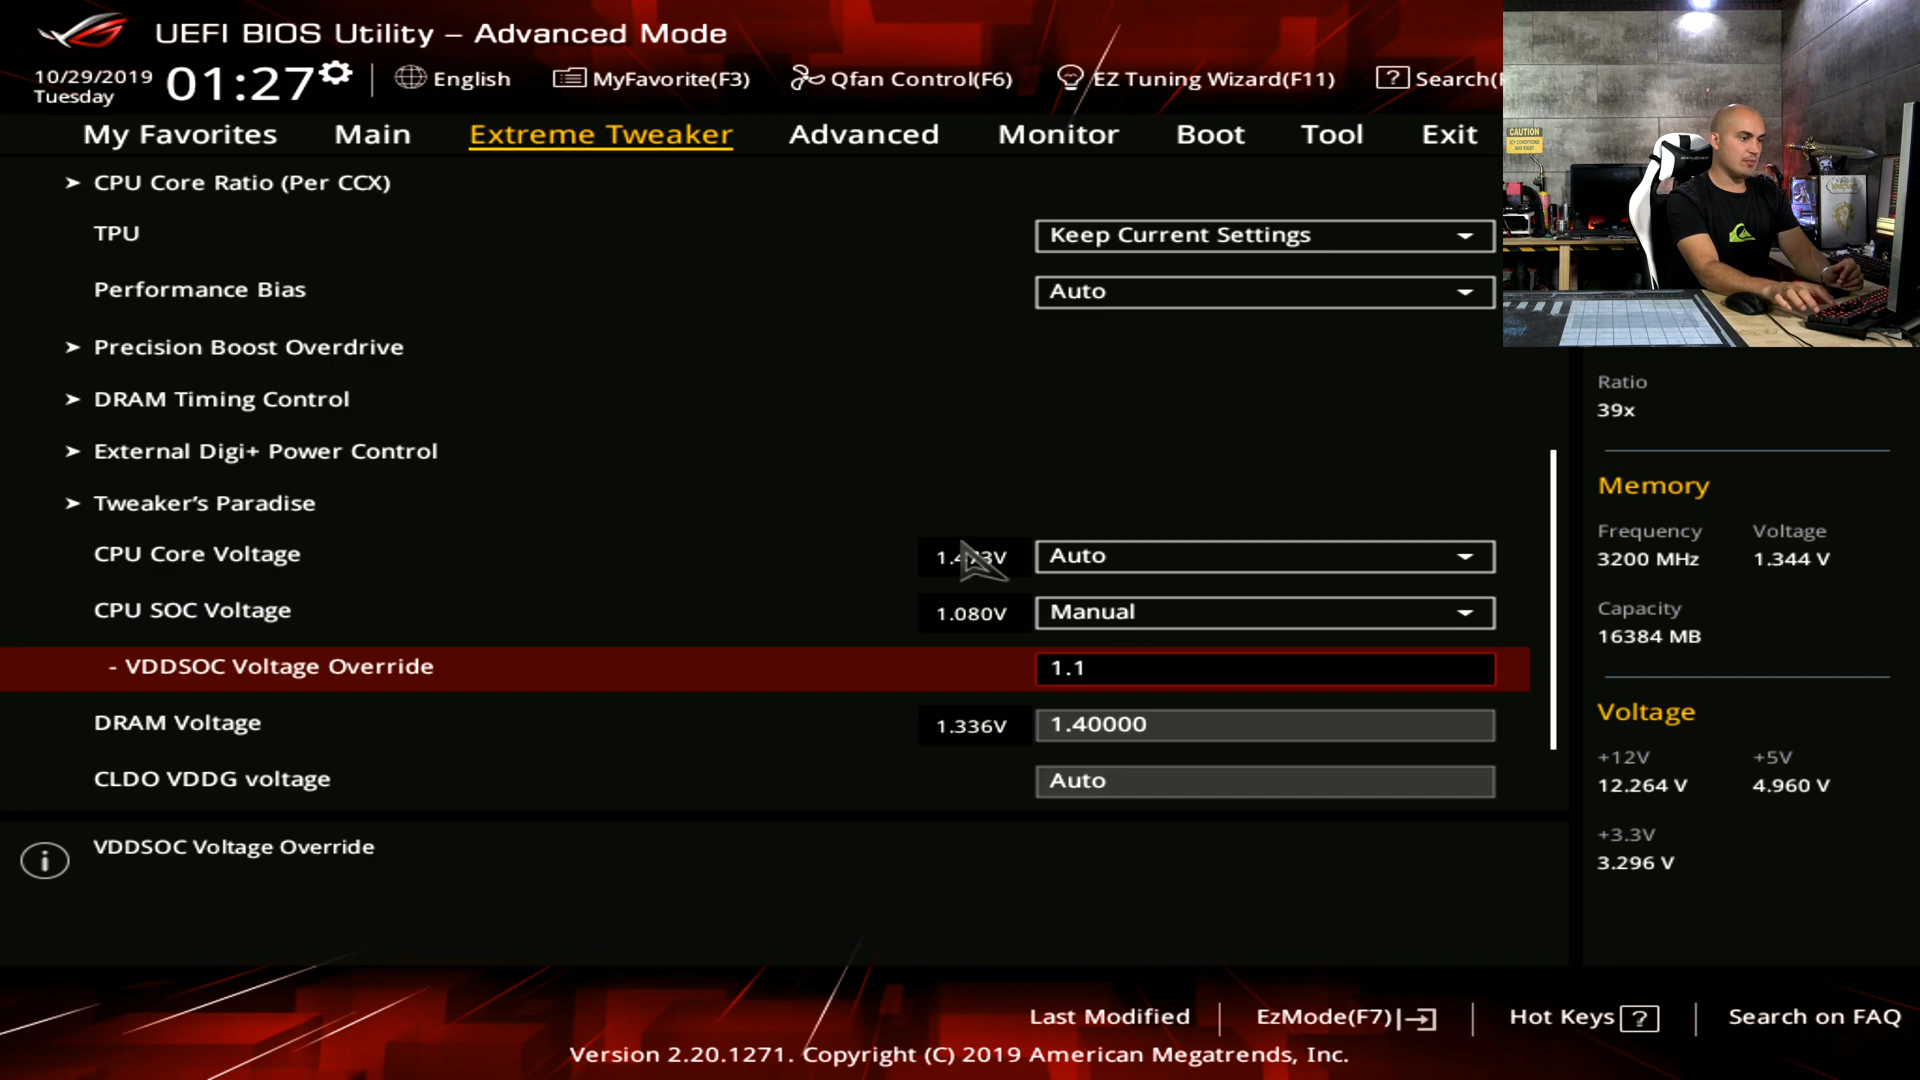 UEFI BIOS Utility – Advanced Mode
10/29/2019
Tuesday
01:27
English
MyFavorite(F3)
Qfan Control(F6)
EZ Tuning Wizard(F11)
Search(F
My Favorites
Main
Extreme Tweaker
Advanced
Monitor
Boot
Tool
Exit
CAUTION
CPU Core Ratio (Per CCX)
TPU
Keep Current Settings
Performance Bias
Auto
Precision Boost Overdrive
DRAM Timing Control
External Digi+ Power Control
Tweaker's Paradise
CPU Core Voltage
Auto
CPU SOC Voltage
1.080V
Manual
- VDDSOC Voltage Override
1.1
DRAM Voltage
1.336V
1.40000
CLDO VDDG voltage
Auto
VDDSOC Voltage Override
Ratio
39x
Memory
Frequency
Voltage
3200 MHz
1.344 V
Capacity
16384 MB
Voltage
+12V
+5V
12.264 V
4.960 V
+3.3V
3.296 V
Last Modified
EzMode(F7)
Hot Keys ?
Search on FAQ
Version 2.20.1271. Copyright (C) 2019 American Megatrends, Inc.